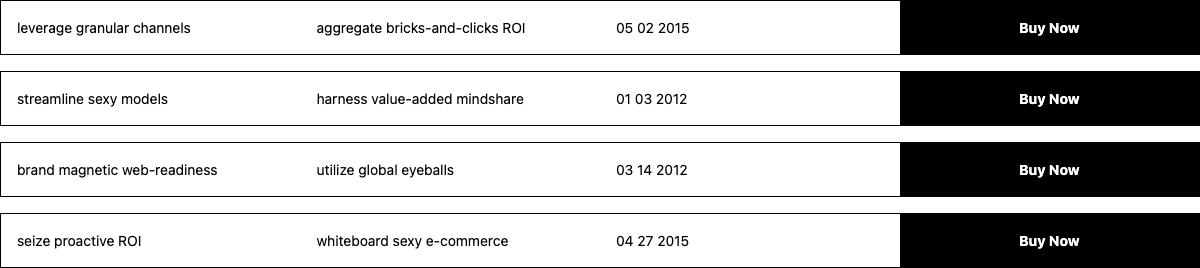 leverage granular channels aggregate bricks-and-clicks ROI 05 02 2015 Buy Now
streamline sexy models harness value-added mindshare 01 03 2012 Buy Now
brand magnetic web-readiness utilize global eyeballs 03 14 2012 Buy Now
seize proactive ROI whiteboard sexy e-commerce 04 27 2015 Buy Now